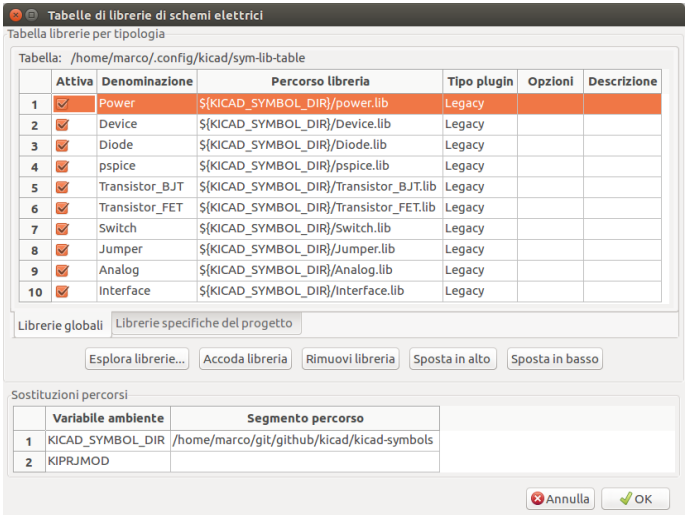 Tabelle di librerie di schemi elettrici
Tabella librerie per tipologia
Tabella: /home/marco/.config/kicad/sym-lib-table
Attiva Denominazione Percorso libreria Tipo plugin Opzioni Descrizione
1 Power ${KICAD_SYMBOL_DIR}/power.lib Legacy
2 Device ${KICAD_SYMBOL_DIR}/Device.lib Legacy
3 Diode ${KICAD_SYMBOL_DIR}/Diode.lib Legacy
4 pspice ${KICAD_SYMBOL_DIR}/pspice.lib Legacy
5 Transistor_BJT ${KICAD_SYMBOL_DIR}/Transistor_BJT.lib Legacy
6 Transistor_FET ${KICAD_SYMBOL_DIR}/Transistor_FET.lib Legacy
7 Switch ${KICAD_SYMBOL_DIR}/Switch.lib Legacy
8 Jumper ${KICAD_SYMBOL_DIR}/Jumper.lib Legacy
9 Analog ${KICAD_SYMBOL_DIR}/Analog.lib Legacy
10 Interface ${KICAD_SYMBOL_DIR}/Interface.lib Legacy
Librerie globali Librerie specifiche del progetto
Esplora librerie... Accoda libreria Rimuovi libreria Sposta in alto Sposta in basso
Sostituzioni percorsi
Variabile ambiente Segmento percorso
1 KICAD_SYMBOL_DIR /home/marco/git/github/kicad/kicad-symbols
2 KIPRJMOD
Annulla OK